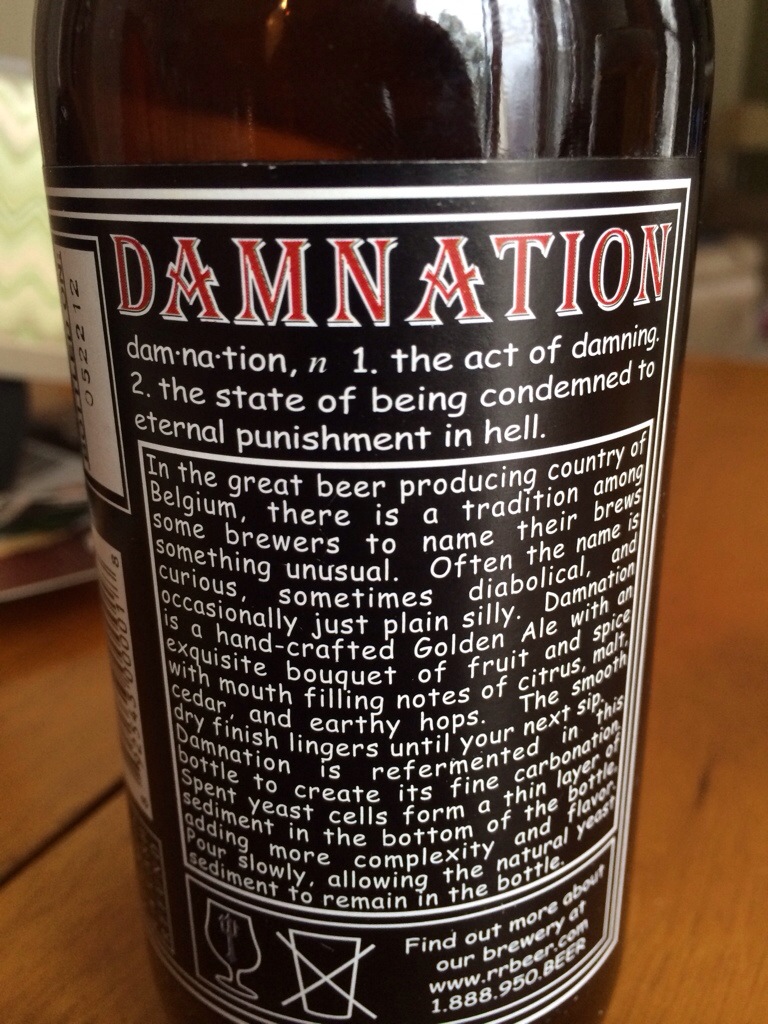 DAMNATION
dam·na·tion, n 1. the act of damning.
2. the state of being condemned to
eternal punishment in hell.
In the great beer producing country of
Belgium, there is a tradition among
some brewers to name their brews
something unusual. Often the name is
curious, sometimes diabolical, and
occasionally just plain silly. Damnation
is a hand-crafted Golden Ale with an
exquisite bouquet of fruit and spice
with mouth filling notes of citrus, malt,
cedar, and earthy hops. The smooth
dry finish lingers until your next sip.
Damnation is refermented in this
bottle to create its fine carbonation.
Spent yeast cells form a thin layer of
sediment in the bottom of the bottle,
adding more complexity and flavor.
Pour slowly, allowing the natural yeast
sediment to remain in the bottle.
Find out more about
our brewery at
www.rrbeer.com
1.888.950.BEER
052212